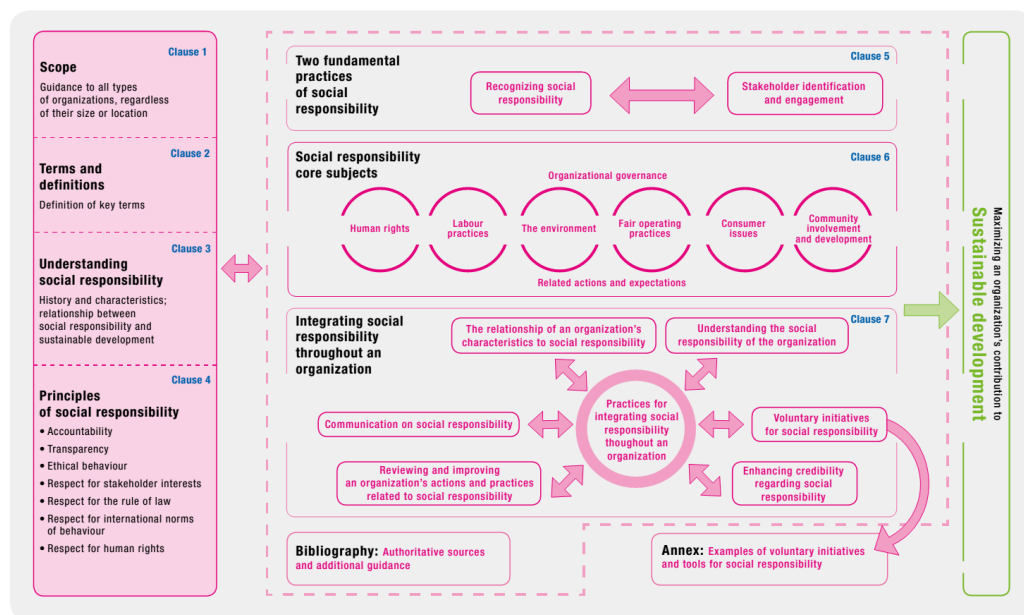 Clause 1
Scope
Guidance to all types
of organizations, regardless
of their size or location
Clause 2
Terms and
definitions
Definition of key terms
Clause 3
Understanding
social responsibility
History and characteristics;
relationship between
social responsibility and
sustainable development
Clause 4
Principles
of social responsibility
• Accountability
• Transparency
• Ethical behaviour
• Respect for stakeholder interests
• Respect for the rule of law
• Respect for international norms
of behaviour
• Respect for human rights
Two fundamental
practices
of social
responsibility
Clause 5
Recognizing social
responsibility
Stakeholder identification
and engagement
Social responsibility
core subjects
Clause 6
Organizational governance
Human rights
Labour
practices
The environment
Fair operating
practices
Consumer
issues
Community
involvement
and development
Related actions and expectations
Integrating social
responsibility
throughout an
organization
Clause 7
The relationship of an organization's
characteristics to social responsibility
Understanding the social
responsibility of the organization
Practices for
integrating social
responsibility
thoughout an
organization
Communication on social responsibility
Voluntary initiatives
for social responsibility
Reviewing and improving
an organization's actions and practices
related to social responsibility
Enhancing credibility
regarding social
responsibility
Bibliography: Authoritative sources
and additional guidance
Annex: Examples of voluntary initiatives
and tools for social responsibility
Maximizing an organization's contribution to
Sustainable development